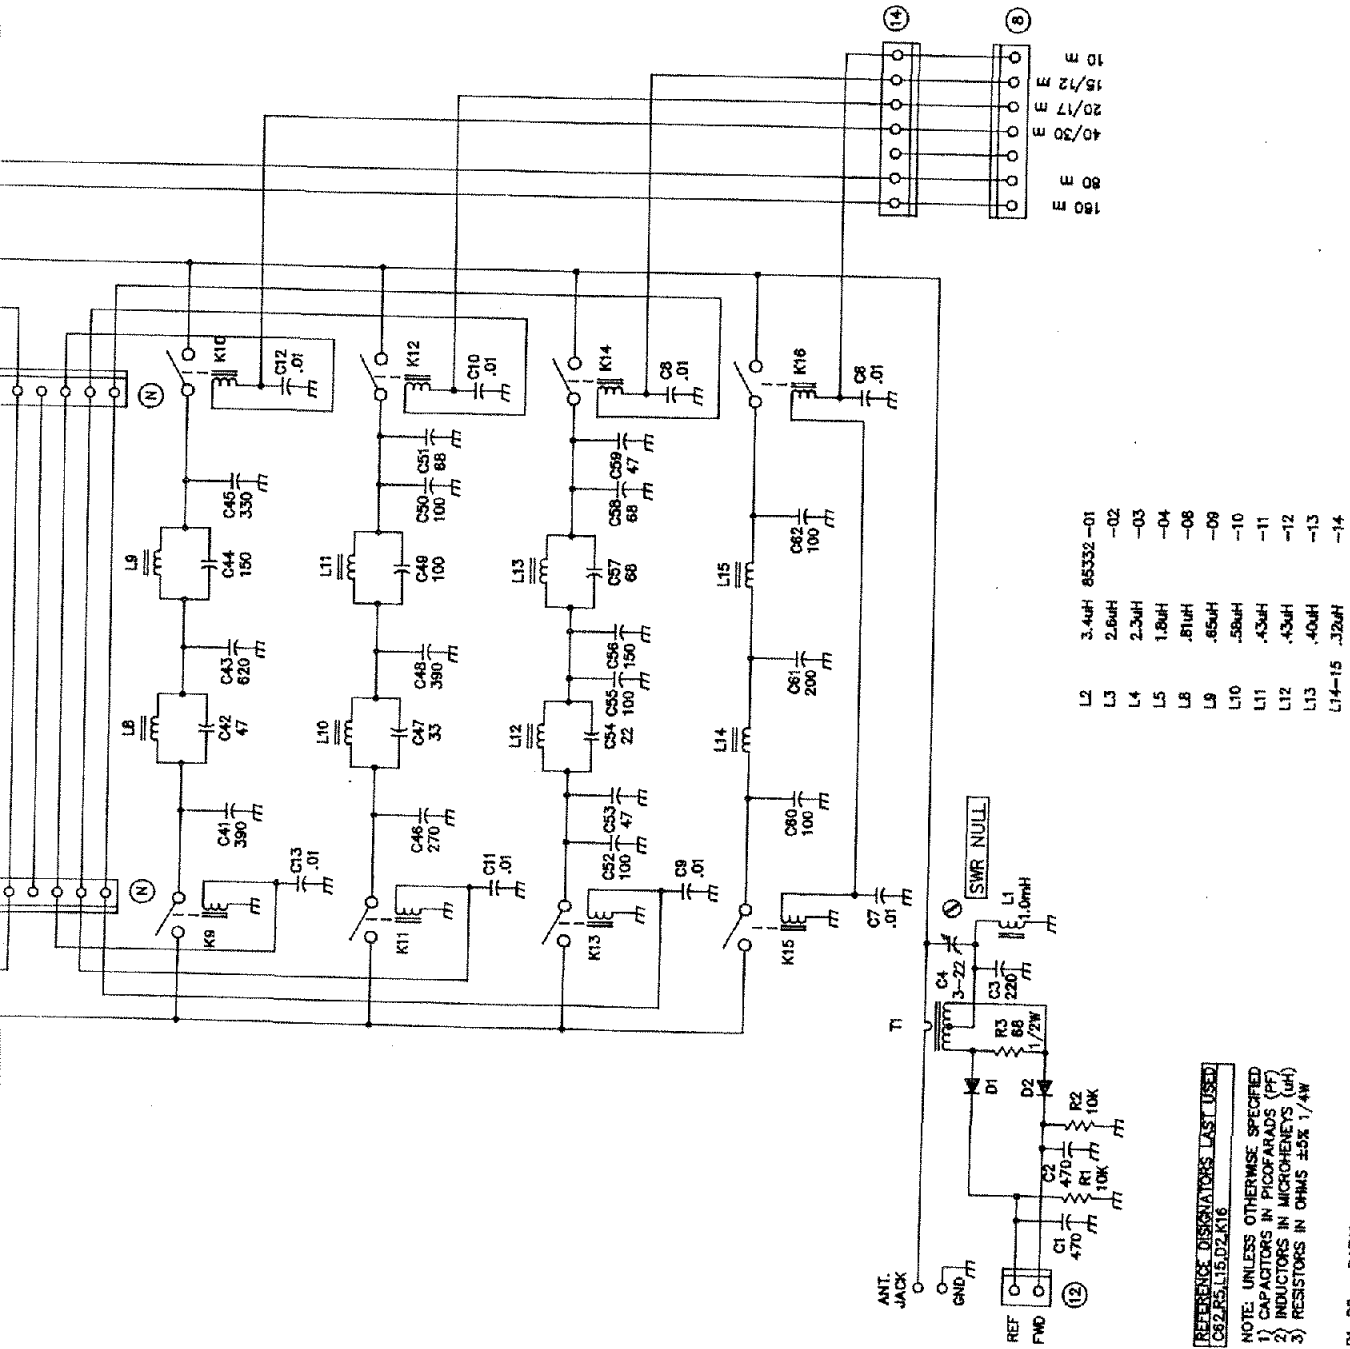 14
8
10 m
15/12 m
20/17 m
40/30 m
80 m
160 m
N
K10
C12
.01
K12
C10
.01
K14
C8
.01
K16
C6
.01
C45
330
C51
68
C50
100
C59
47
C58
68
C62
100
L9
C44
150
L11
C49
100
L13
C57
68
L15
C43
620
C48
390
C56
150
C55
100
C61
200
L8
C42
47
L10
C47
33
L12
C54
22
L14
C41
390
C46
270
C53
47
C52
100
C60
100
N
K9
C13
.01
K11
C11
.01
K13
C9
.01
K15
C7
.01
SWR NULL
T1
C4
3-22
L1
1.0mH
C3
220
R3
68
1/2W
D1
D2
R2
10K
C2
470
R1
10K
C1
470
ANT.
JACK
GND
REF
FWD
12
L2 3.4uH 85332-01
L3 2.6uH -02
L4 2.3uH -03
L5 1.8uH -04
L8 .81uH -08
L9 .65uH -09
L10 .58uH -10
L11 .43uH -11
L12 .43uH -12
L13 .40uH -13
L14-15 .32uH -14
REFERENCE DESIGNATORS LAST USED
C62,R5,L15,D2,K16
NOTE: UNLESS OTHERWISE SPECIFIED
1) CAPACITORS IN PICOFARADS (PF)
2) INDUCTORS IN MICROHENEYS (uH)
3) RESISTORS IN OHMS ±5% 1/4W